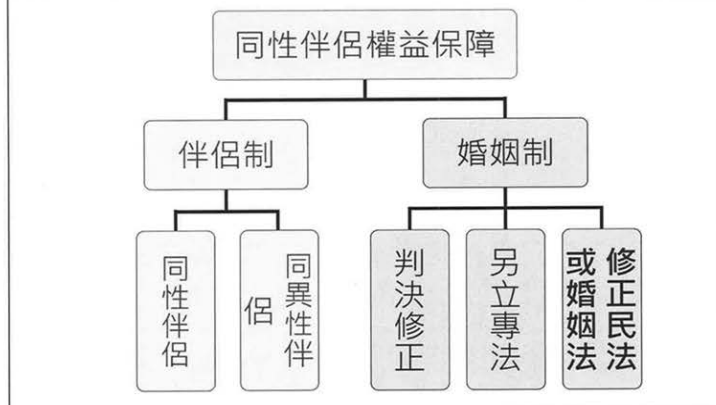 同性伴侶權益保障
伴侶制
婚姻制
同性伴侶
同異性伴
侶
判決修正
另立專法
修正民法
或婚姻法